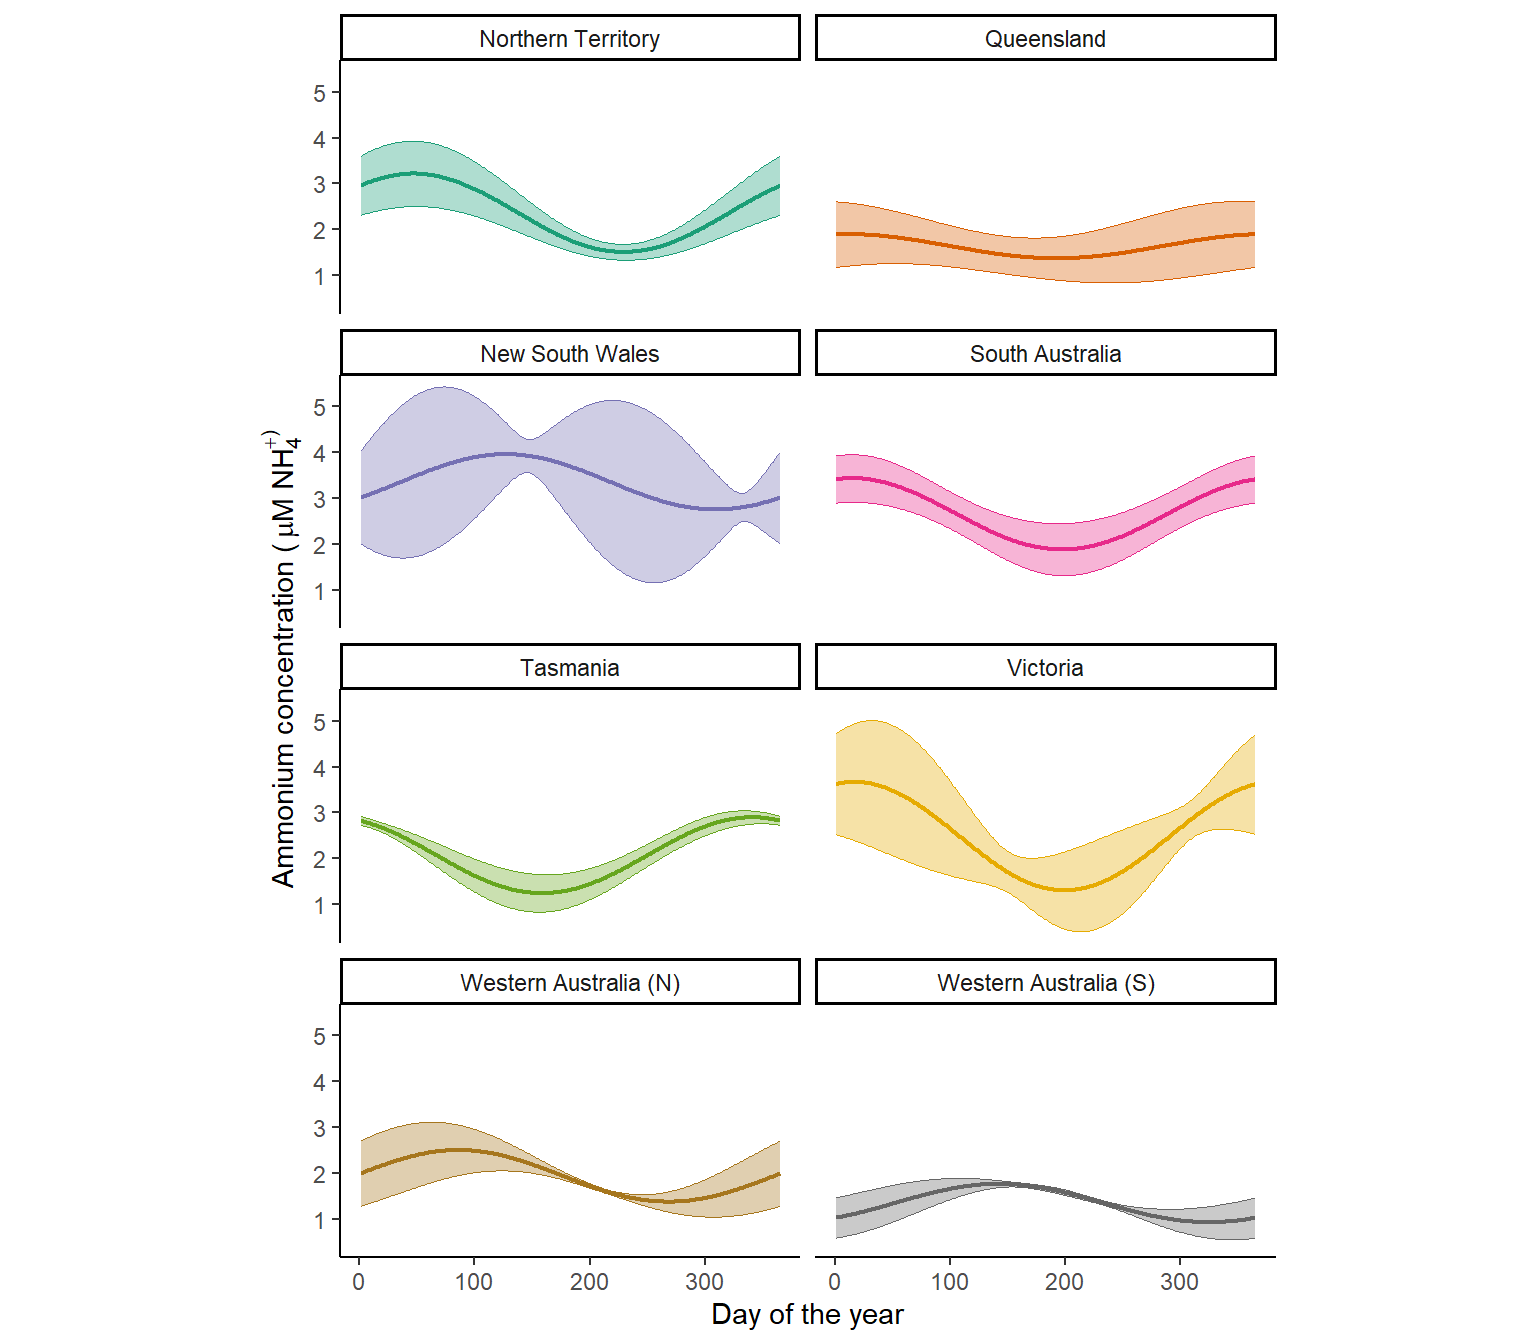 Northern Territory
Queensland
5
4
3
2
1
New South Wales
South Australia
5
4
3
2
1
Ammonium concentration ( μM NH₄⁺)
Tasmania
Victoria
5
4
3
2
1
Western Australia (N)
Western Australia (S)
5
4
3
2
1
0 100 200 300
0 100 200 300
Day of the year